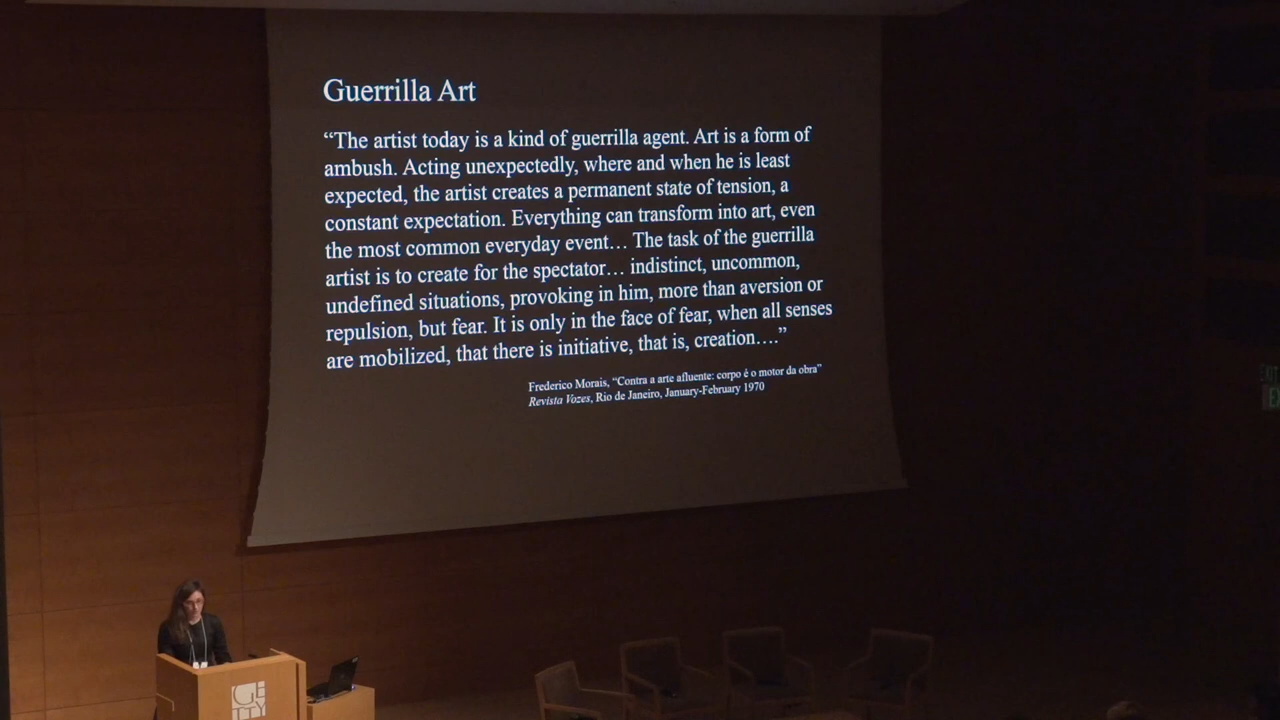 Guerrilla Art
“The artist today is a kind of guerrilla agent. Art is a form of
ambush. Acting unexpectedly, where and when he is least
expected, the artist creates a permanent state of tension, a
constant expectation. Everything can transform into art, even
the most common everyday event… The task of the guerrilla
artist is to create for the spectator… indistinct, uncommon,
undefined situations, provoking in him, more than aversion or
repulsion, but fear. It is only in the face of fear, when all senses
are mobilized, that there is initiative, that is, creation….”
Frederico Morais, “Contra a arte afluente: corpo é o motor da obra”
Revista Vozes, Rio de Janeiro, January-February 1970
EXIT
GETTY